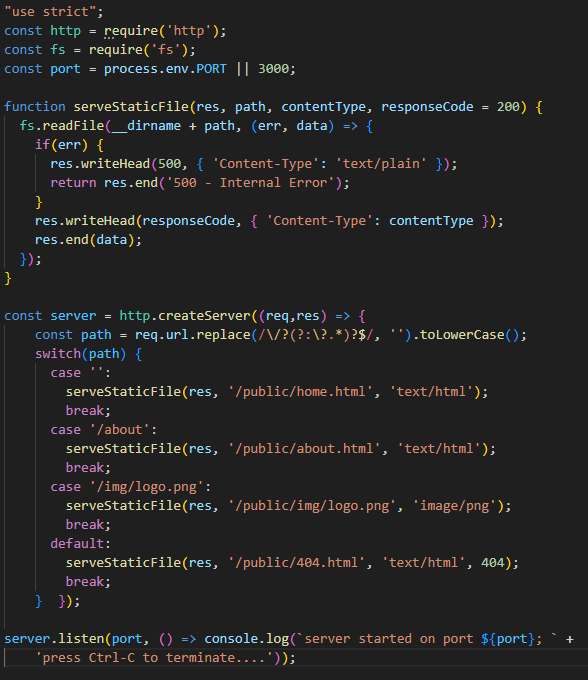 "use strict";
const http = require('http');
const fs = require('fs');
const port = process.env.PORT || 3000;

function serveStaticFile(res, path, contentType, responseCode = 200) {
  fs.readFile(__dirname + path, (err, data) => {
    if(err) {
      res.writeHead(500, { 'Content-Type': 'text/plain' });
      return res.end('500 - Internal Error');
    }
    res.writeHead(responseCode, { 'Content-Type': contentType });
    res.end(data);
  });
}

const server = http.createServer((req,res) => {
    const path = req.url.replace(/\/?(?:\?.*)?$/, '').toLowerCase();
    switch(path) {
      case '':
        serveStaticFile(res, '/public/home.html', 'text/html');
        break;
      case '/about':
        serveStaticFile(res, '/public/about.html', 'text/html');
        break;
      case '/img/logo.png':
        serveStaticFile(res, '/public/img/logo.png', 'image/png');
        break;
      default:
        serveStaticFile(res, '/public/404.html', 'text/html', 404);
        break;
    }  });

server.listen(port, () => console.log(`server started on port ${port}; ` +
    'press Ctrl-C to terminate....'));